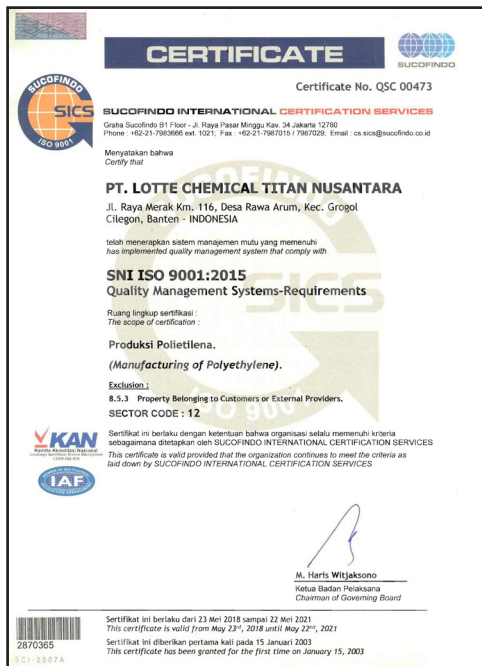 CERTIFICATE
SUCOFINDO
SUCOFINDO
SICS
ISO 9001
Certificate No. QSC 00473
SUCOFINDO INTERNATIONAL CERTIFICATION SERVICES
Graha Sucofindo B1 Floor - Jl. Raya Pasar Minggu Kav. 34 Jakarta 12780
Phone : +62-21-7983666 ext. 1021; Fax : +62-21-7987015 / 7987029; Email : cs.sics@sucofindo.co.id
Menyatakan bahwa
Certify that
PT. LOTTE CHEMICAL TITAN NUSANTARA
Jl. Raya Merak Km. 116, Desa Rawa Arum, Kec. Grogol
Cilegon, Banten - INDONESIA
telah menerapkan sistem manajemen mutu yang memenuhi
has implemented quality management system that comply with
SNI ISO 9001:2015
Quality Management Systems-Requirements
Ruang lingkup sertifikasi :
The scope of certification :
Produksi Polietilena.
(Manufacturing of Polyethylene).
Exclusion :
8.5.3 Property Belonging to Customers or External Providers.
SECTOR CODE : 12
KAN
Komite Akreditasi Nasional
IAF
Sertifikat ini berlaku dengan ketentuan bahwa organisasi selalu memenuhi kriteria
sebagaimana ditetapkan oleh SUCOFINDO INTERNATIONAL CERTIFICATION SERVICES
This certificate is valid provided that the organization continues to meet the criteria as
laid down by SUCOFINDO INTERNATIONAL CERTIFICATION SERVICES
M. Haris Witjaksono
Ketua Badan Pelaksana
Chairman of Governing Board
2870365
SCI-2007A
Sertifikat ini berlaku dari 23 Mei 2018 sampai 22 Mei 2021
This certificate is valid from May 23rd, 2018 until May 22nd, 2021
Sertifikat ini diberikan pertama kali pada 15 Januari 2003
This certificate has been granted for the first time on January 15, 2003